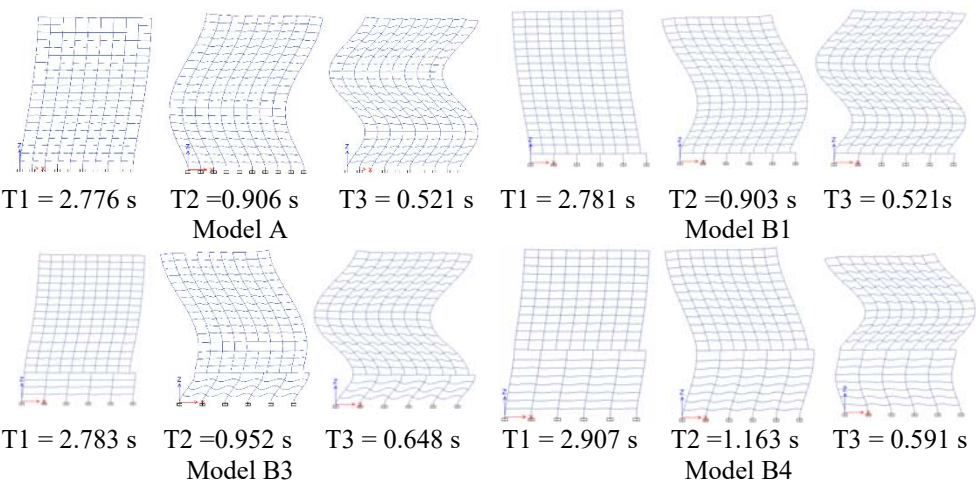 T1 = 2.776 s T2 =0.906 s T3 = 0.521 s T1 = 2.781 s T2 =0.903 s T3 = 0.521s
Model A Model B1
T1 = 2.783 s T2 =0.952 s T3 = 0.648 s T1 = 2.907 s T2 =1.163 s T3 = 0.591 s
Model B3 Model B4